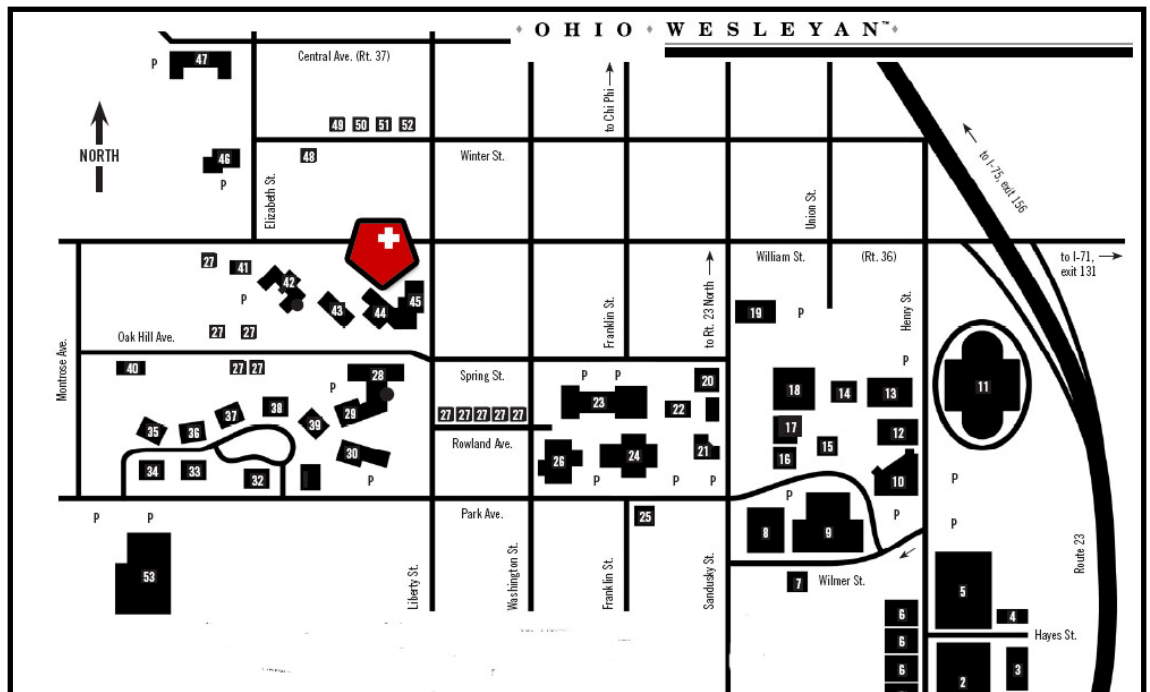 OHIO WESLEYAN™
Central Ave. (Rt. 37)
47
P
to Chi Phi
49 50 51 52
NORTH
46
48
Winter St.
P
Elizabeth St.
Union St.
to I-75, exit 156
William St.
(Rt. 36)
to I-71,
exit 131
27
41
42
P
43
44
45
Franklin St.
to Rt. 23 North
19
P
Henry St.
Oak Hill Ave.
27
27
Montrose Ave.
40
27 27
28
P
Spring St.
P
P
20
P
11
18
14
13
23
22
38
37
29
39
27 27 27 27 27
35
36
17
12
Rowland Ave.
30
26
24
21
16
15
34
33
32
P
P
P
P
10
P
P
P
P
P
Park Ave.
25
8
9
P
P
53
Liberty St.
Washington St.
Franklin St.
Sandusky St.
7
Wilmer St.
Route 23
5
6
4
Hayes St.
6
6
2
3